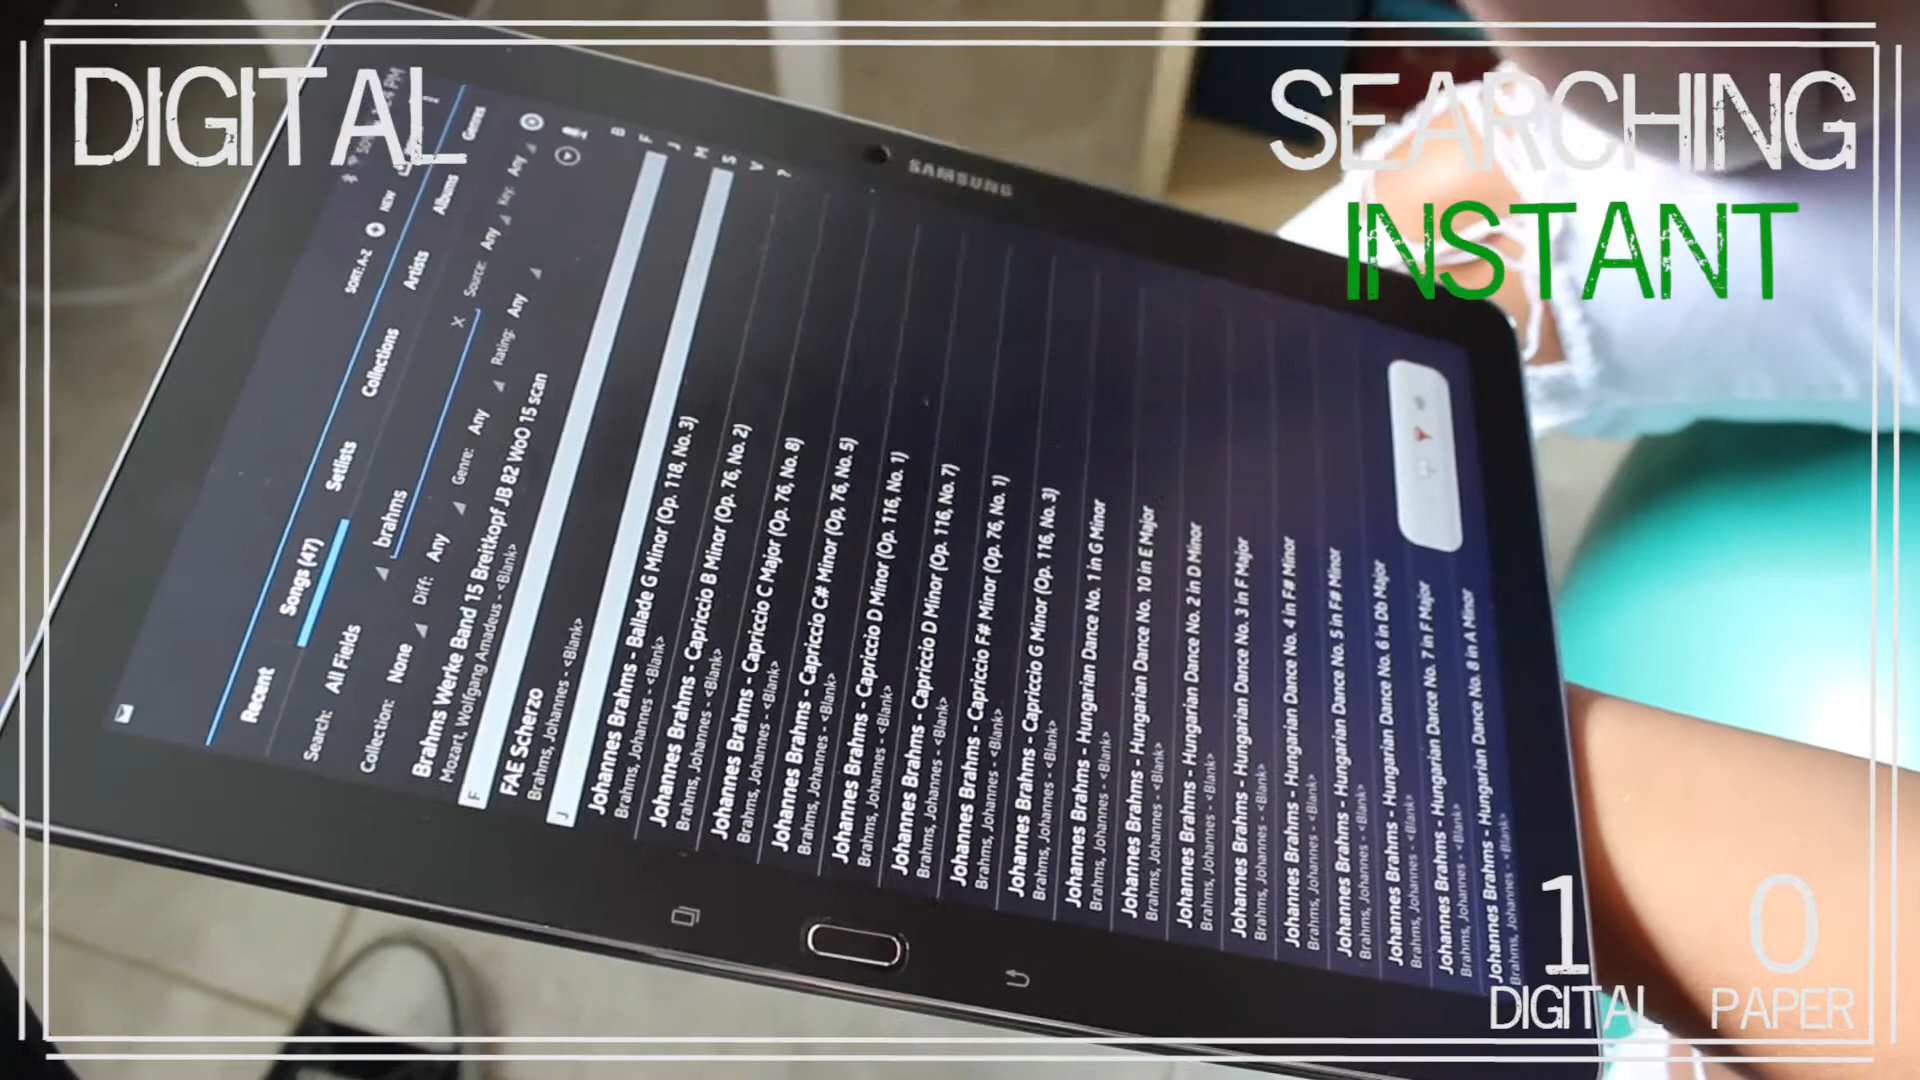 DIGITAL
SEARCHING
INSTANT
SORT: A-Z
NEW
Recent
Songs (47)
Setlists
Collections
Artists
Albums
Genres
Search: All Fields
brahms
X
Source: Any
Key: Any
Collection: None
Diff: Any
Genre: Any
Rating: Any
Brahms Werke Band 15 Breitkopf JB 82 WoO 15 scan
Mozart, Wolfgang Amadeus - <Blank>
F
FAE Scherzo
Brahms, Johannes - <Blank>
J
Johannes Brahms - Ballade G Minor (Op. 118, No. 3)
Brahms, Johannes - <Blank>
Johannes Brahms - Capriccio B Minor (Op. 76, No. 2)
Brahms, Johannes - <Blank>
Johannes Brahms - Capriccio C Major (Op. 76, No. 8)
Brahms, Johannes - <Blank>
Johannes Brahms - Capriccio C# Minor (Op, 76, No. 5)
Brahms, Johannes - <Blank>
Johannes Brahms - Capriccio D Minor (Op. 116, No. 1)
Brahms, Johannes - <Blank>
Johannes Brahms - Capriccio D Minor (Op. 116, No. 7)
Brahms, Johannes - <Blank>
Johannes Brahms - Capriccio F# Minor (Op. 76, No. 1)
Brahms, Johannes - <Blank>
Johannes Brahms - Capriccio G Minor (Op. 116, No. 3)
Brahms, Johannes - <Blank>
Johannes Brahms - Hungarian Dance No. 1 in G Minor
Brahms, Johannes - <Blank>
Johannes Brahms - Hungarian Dance No. 10 in E Major
Brahms, Johannes - <Blank>
Johannes Brahms - Hungarian Dance No. 2 in D Minor
Brahms, Johannes - <Blank>
Johannes Brahms - Hungarian Dance No. 3 in F Major
Brahms, Johannes - <Blank>
Johannes Brahms - Hungarian Dance No. 4 in F# Minor
Brahms, Johannes - <Blank>
Johannes Brahms - Hungarian Dance No. 5 in F# Minor
Brahms, Johannes - <Blank>
Johannes Brahms - Hungarian Dance No. 6 in Db Major
Brahms, Johannes - <Blank>
Johannes Brahms - Hungarian Dance No. 7 in F Major
Brahms, Johannes - <Blank>
Johannes Brahms - Hungarian Dance No. 8 in A Minor
Brahms, Johannes - <Blank>
B
F
J
M
S
V
?
SAMSUNG
1 0
DIGITAL PAPER